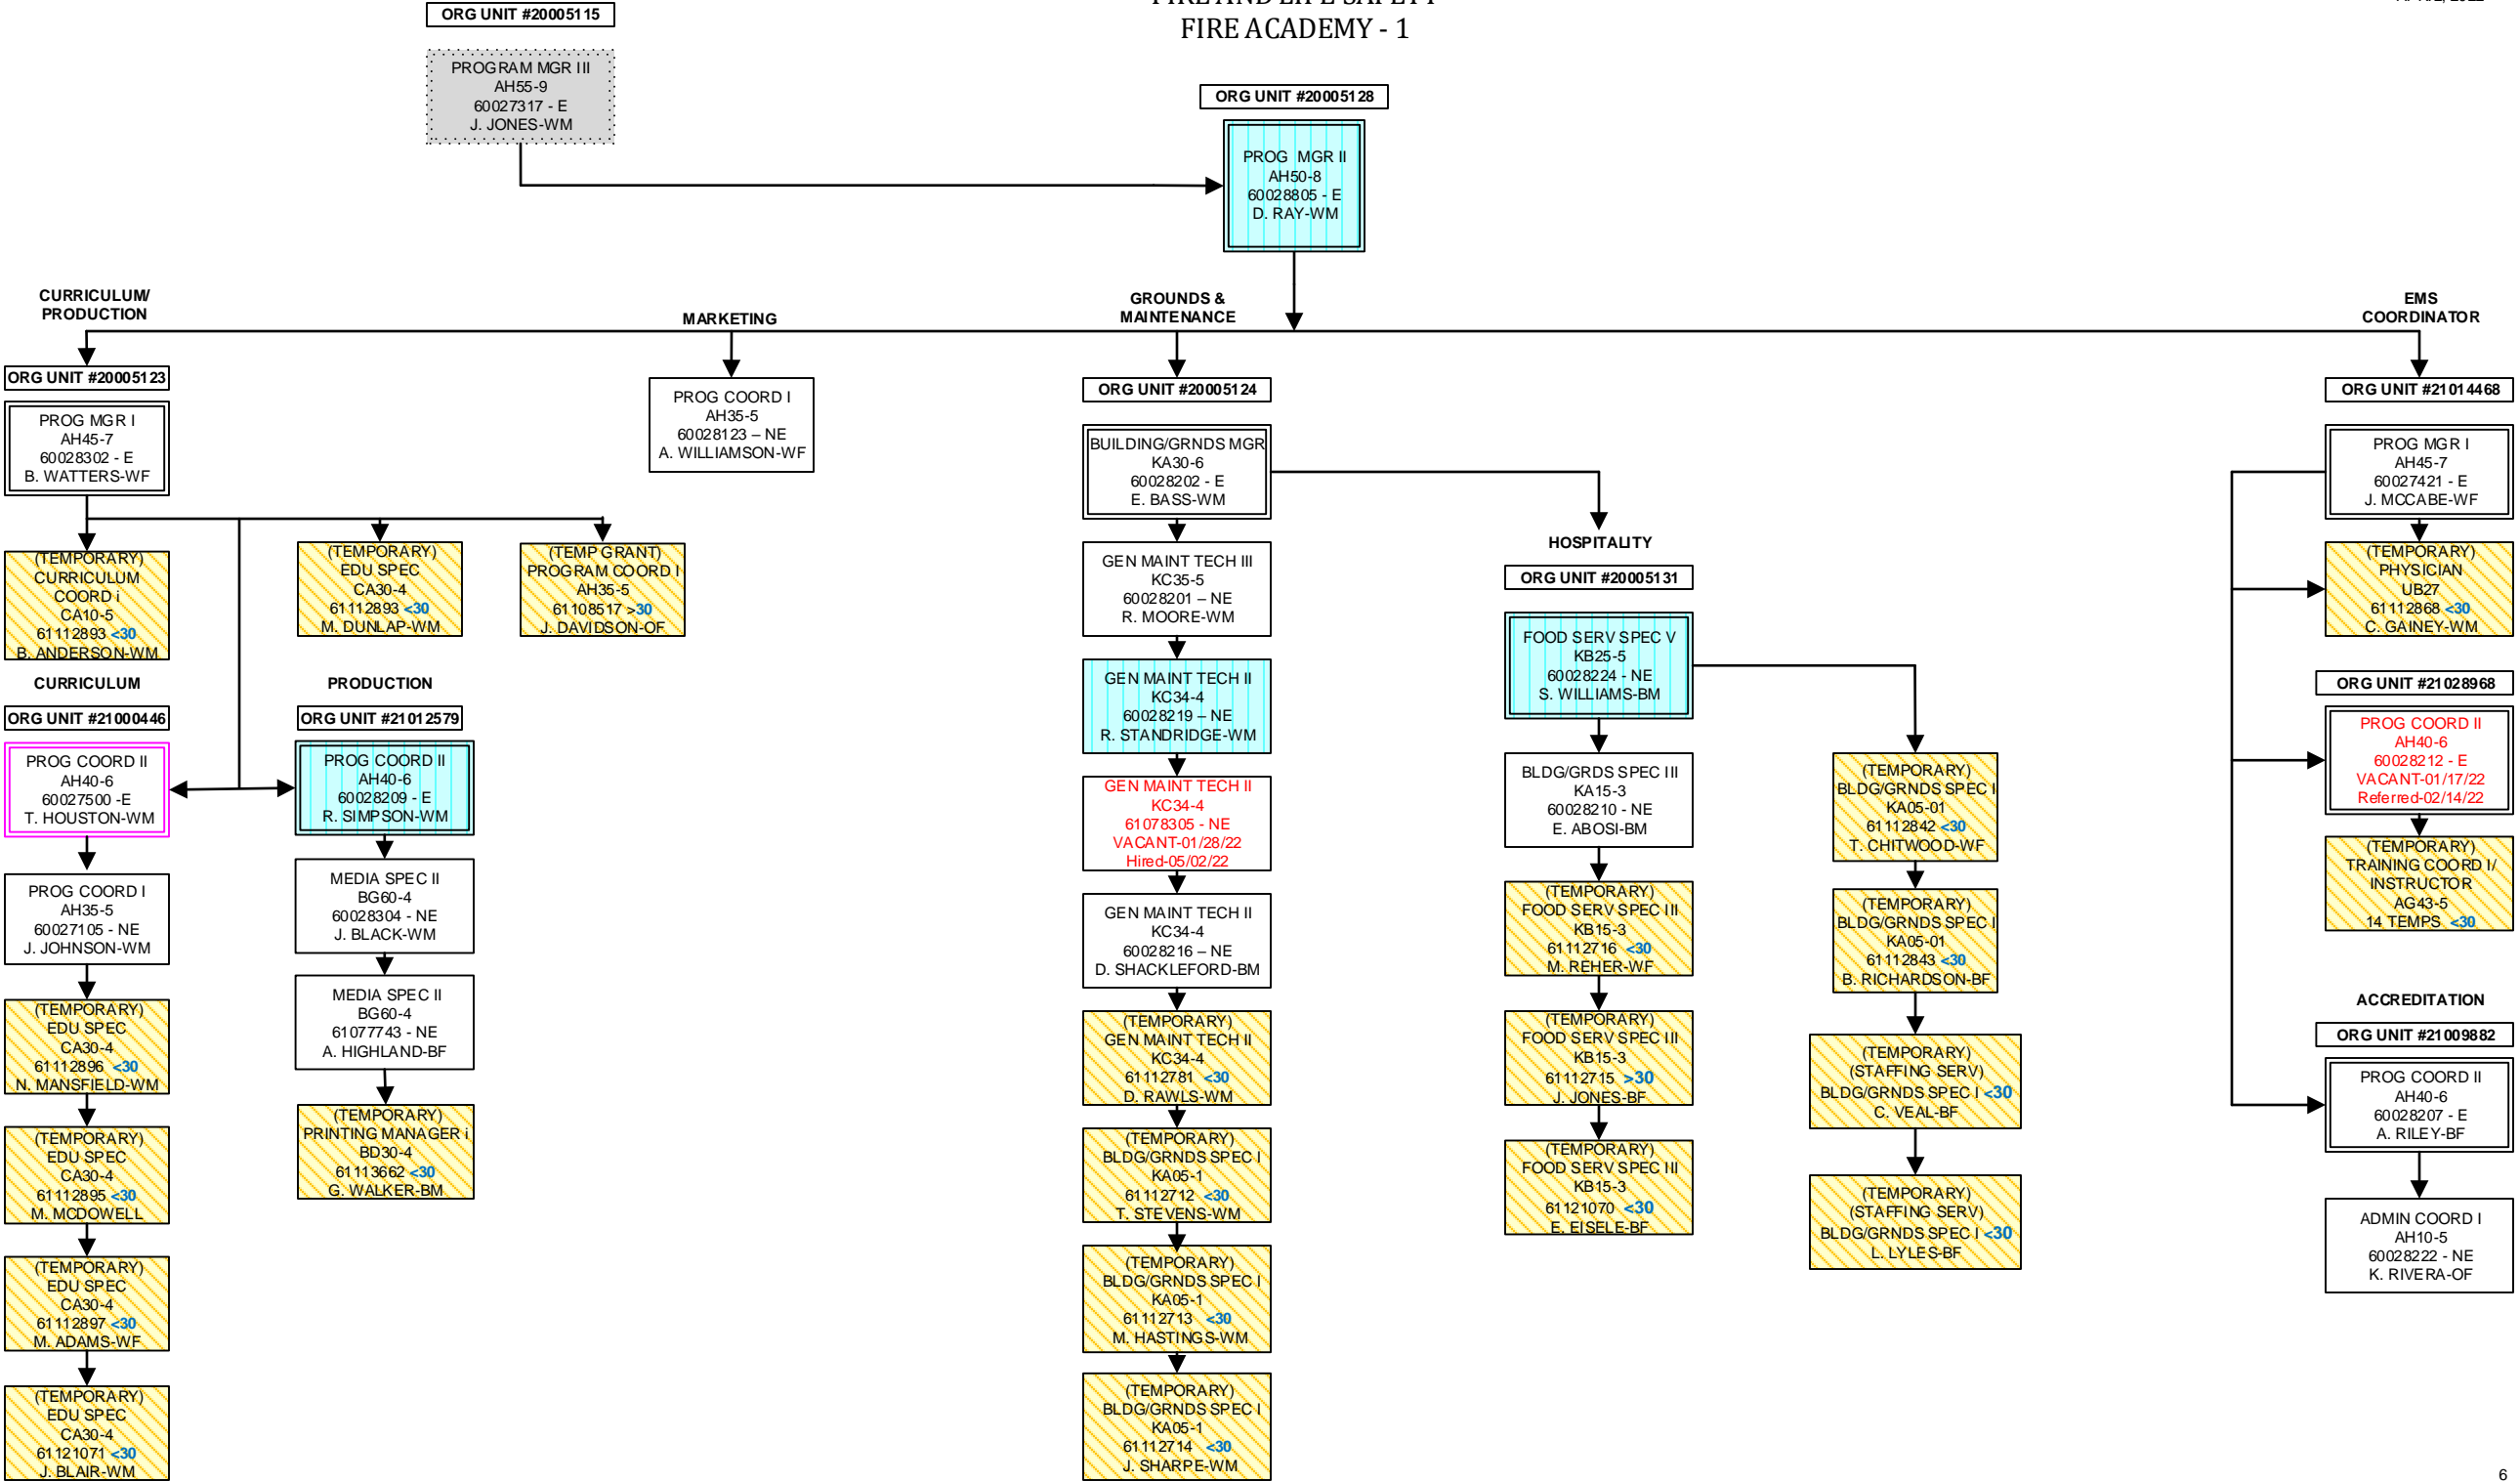 ORG UNIT #20005115
FIRE AND LIFE SAFETY
FIRE ACADEMY - 1
PROGRAM MGR III
AH55-9
60027317 - E
J. JONES-WM
ORG UNIT #20005128
PROG MGR II
AH50-8
60028805 - E
D. RAY-WM
CURRICULUM/
PRODUCTION
MARKETING
GROUNDS &
MAINTENANCE
EMS
COORDINATOR
ORG UNIT #20005123
PROG MGR I
AH45-7
60028302 - E
B. WATTERS-WF
(TEMPORARY)
CURRICULUM
COORD i
CA10-5
61112893 <30
B. ANDERSON-WM
(TEMPORARY)
EDU SPEC
CA30-4
61112893 <30
M. DUNLAP-WM
(TEMP GRANT)
PROGRAM COORD I
AH35-5
61108517 >30
J. DAVIDSON-OF
CURRICULUM
ORG UNIT #21000446
PROG COORD II
AH40-6
60027500 -E
T. HOUSTON-WM
PROG COORD I
AH35-5
60027105 - NE
J. JOHNSON-WM
(TEMPORARY)
EDU SPEC
CA30-4
61112896 <30
N. MANSFIELD-WM
(TEMPORARY)
EDU SPEC
CA30-4
61112895 <30
M. MCDOWELL
(TEMPORARY)
EDU SPEC
CA30-4
61112897 <30
M. ADAMS-WF
(TEMPORARY)
EDU SPEC
CA30-4
61121071 <30
J. BLAIR-WM
PRODUCTION
ORG UNIT #21012579
PROG COORD II
AH40-6
60028209 - E
R. SIMPSON-WM
MEDIA SPEC II
BG60-4
60028304 - NE
J. BLACK-WM
MEDIA SPEC II
BG60-4
61077743 - NE
A. HIGHLAND-BF
(TEMPORARY)
PRINTING MANAGER i
BD30-4
61113662 <30
G. WALKER-BM
PROG COORD I
AH35-5
60028123 – NE
A. WILLIAMSON-WF
ORG UNIT #20005124
BUILDING/GRNDS MGR
KA30-6
60028202 - E
E. BASS-WM
GEN MAINT TECH III
KC35-5
60028201 – NE
R. MOORE-WM
GEN MAINT TECH II
KC34-4
60028219 – NE
R. STANDRIDGE-WM
GEN MAINT TECH II
KC34-4
61078305 - NE
VACANT-01/28/22
Hired-05/02/22
GEN MAINT TECH II
KC34-4
60028216 – NE
D. SHACKLEFORD-BM
(TEMPORARY)
GEN MAINT TECH II
KC34-4
61112781 <30
D. RAWLS-WM
(TEMPORARY)
BLDG/GRNDS SPEC I
KA05-1
61112712 <30
T. STEVENS-WM
(TEMPORARY)
BLDG/GRNDS SPEC I
KA05-1
61112713 <30
M. HASTINGS-WM
(TEMPORARY)
BLDG/GRNDS SPEC I
KA05-1
61112714 <30
J. SHARPE-WM
HOSPITALITY
ORG UNIT #20005131
FOOD SERV SPEC V
KB25-5
60028224 - NE
S. WILLIAMS-BM
BLDG/GRDS SPEC III
KA15-3
60028210 - NE
E. ABOSI-BM
(TEMPORARY)
FOOD SERV SPEC III
KB15-3
61112716 <30
M. REHER-WF
(TEMPORARY)
FOOD SERV SPEC III
KB15-3
61112715 >30
J. JONES-BF
(TEMPORARY)
FOOD SERV SPEC III
KB15-3
61121070 <30
E. EISELE-BF
(TEMPORARY)
BLDG/GRNDS SPEC I
KA05-01
61112842 <30
T. CHITWOOD-WF
(TEMPORARY)
BLDG/GRNDS SPEC I
KA05-01
61112843 <30
B. RICHARDSON-BF
(TEMPORARY)
(STAFFING SERV)
BLDG/GRNDS SPEC I <30
C. VEAL-BF
(TEMPORARY)
(STAFFING SERV)
BLDG/GRNDS SPEC I <30
L. LYLES-BF
ORG UNIT #21014468
PROG MGR I
AH45-7
60027421 - E
J. MCCABE-WF
(TEMPORARY)
PHYSICIAN
UB27
61112868 <30
C. GAINEY-WM
ORG UNIT #21028968
PROG COORD II
AH40-6
60028212 - E
VACANT-01/17/22
Referred-02/14/22
(TEMPORARY)
TRAINING COORD I/
INSTRUCTOR
AG43-5
14 TEMPS <30
ACCREDITATION
ORG UNIT #21009882
PROG COORD II
AH40-6
60028207 - E
A. RILEY-BF
ADMIN COORD I
AH10-5
60028222 - NE
K. RIVERA-OF
6